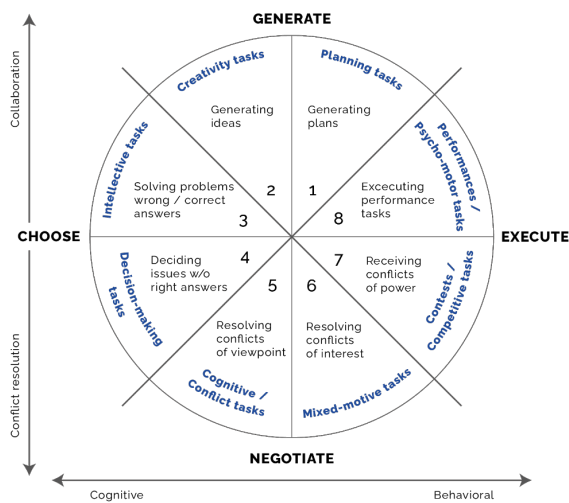 GENERATE
Collaboration
Creativity tasks
Planning tasks
Generating
ideas
Generating
plans
Intellective tasks
Performances /
Psycho-motor tasks
Solving problems
wrong / correct
answers
2
1
Excecuting
performance
tasks
3
8
CHOOSE
EXECUTE
4
7
Deciding
issues w/o
right answers
Receiving
conflicts
of power
5
6
Decision-making
tasks
Contests /
Competitive tasks
Resolving
conflicts
of viewpoint
Resolving
conflicts
of interest
Conflict resolution
Cognitive /
Conflict tasks
Mixed-motive tasks
NEGOTIATE
Cognitive
Behavioral